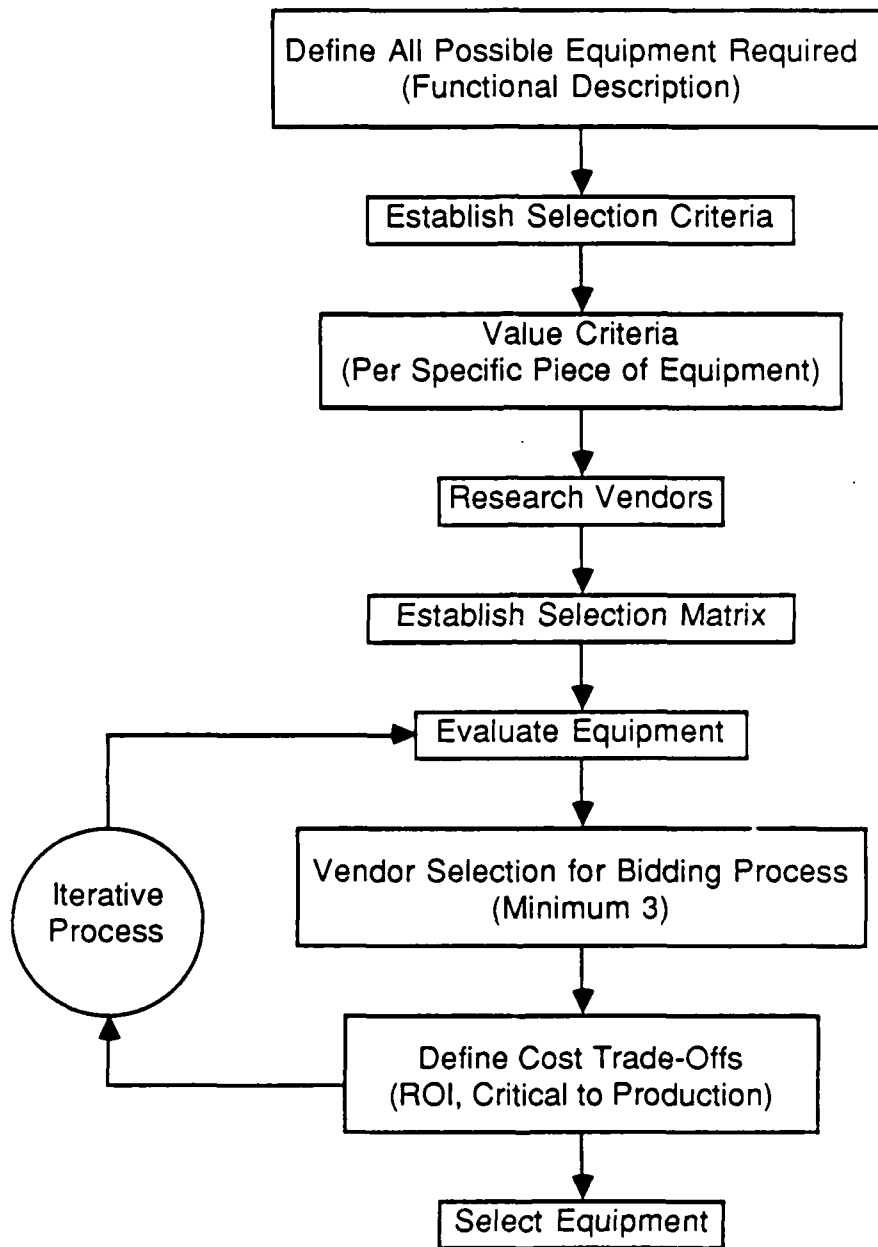 Define All Possible Equipment Required
(Functional Description)
Establish Selection Criteria
Value Criteria
(Per Specific Piece of Equipment)
Research Vendors
Establish Selection Matrix
Evaluate Equipment
Vendor Selection for Bidding Process
(Minimum 3)
Iterative
Process
Define Cost Trade-Offs
(ROI, Critical to Production)
Select Equipment